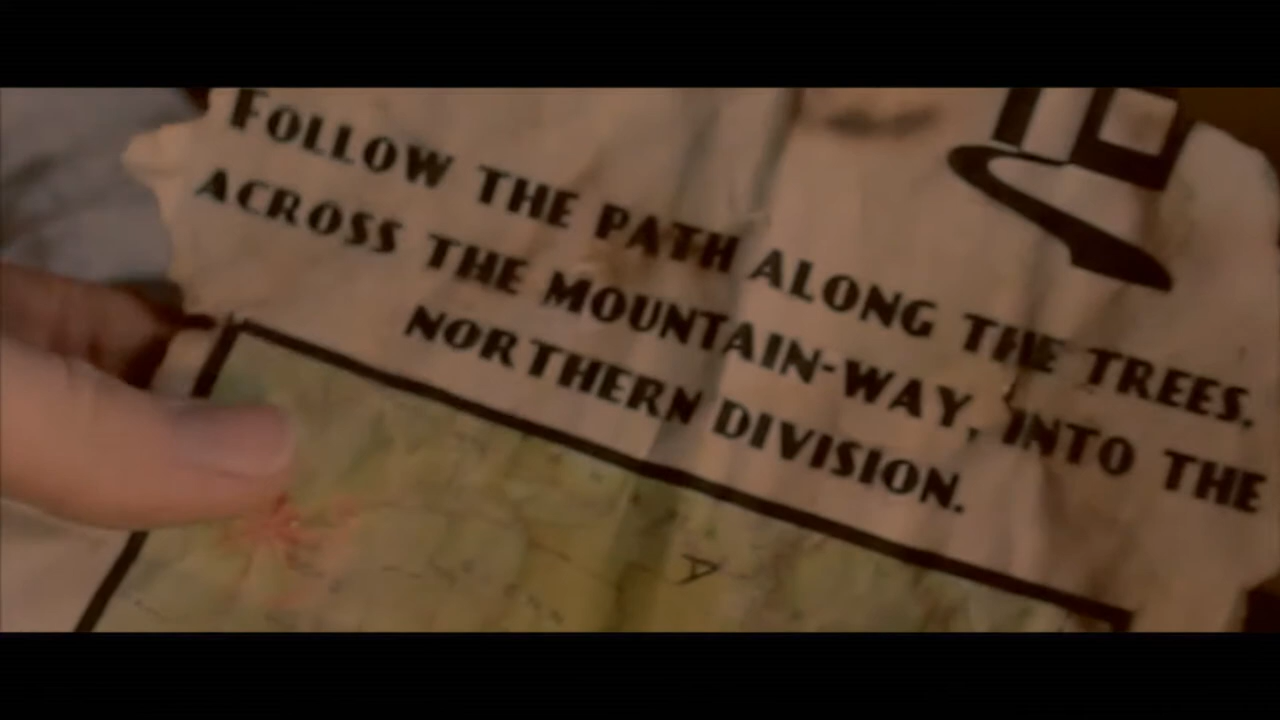 FOLLOW THE PATH ALONG THE TREES,
ACROSS THE MOUNTAIN-WAY, INTO THE
NORTHERN DIVISION.
A